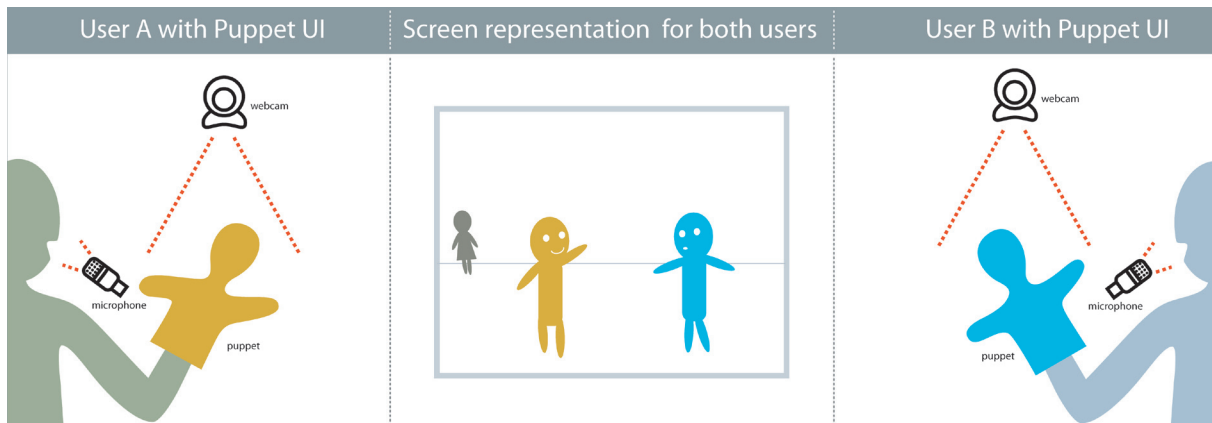 User A with Puppet UI
Screen representation for both users
User B with Puppet UI
webcam
microphone
puppet
webcam
microphone
puppet